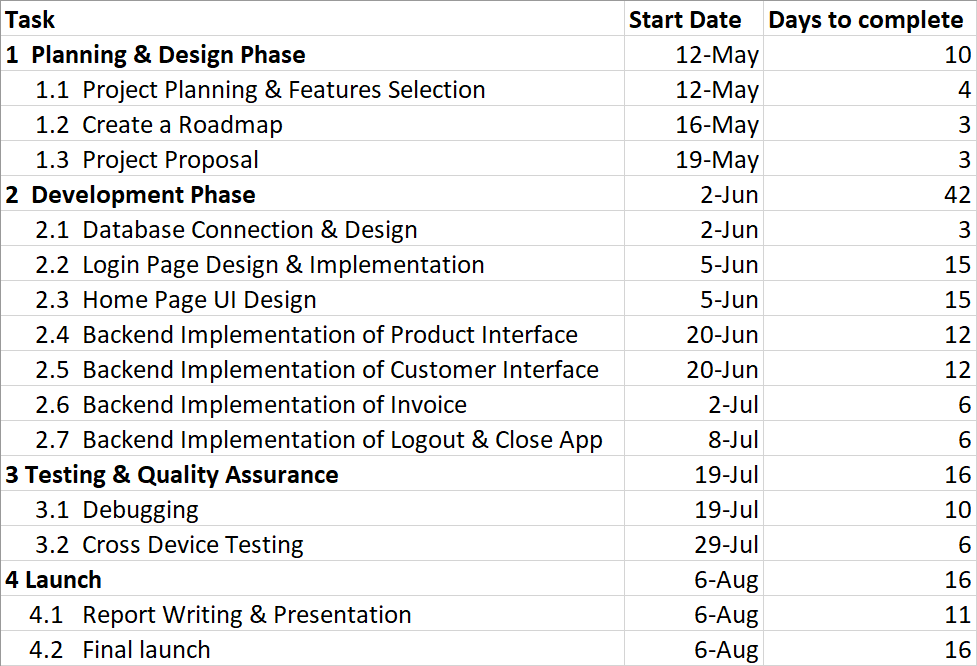 Task Start Date Days to complete
1 Planning & Design Phase 12-May 10
1.1 Project Planning & Features Selection 12-May 4
1.2 Create a Roadmap 16-May 3
1.3 Project Proposal 19-May 3
2 Development Phase 2-Jun 42
2.1 Database Connection & Design 2-Jun 3
2.2 Login Page Design & Implementation 5-Jun 15
2.3 Home Page UI Design 5-Jun 15
2.4 Backend Implementation of Product Interface 20-Jun 12
2.5 Backend Implementation of Customer Interface 20-Jun 12
2.6 Backend Implementation of Invoice 2-Jul 6
2.7 Backend Implementation of Logout & Close App 8-Jul 6
3 Testing & Quality Assurance 19-Jul 16
3.1 Debugging 19-Jul 10
3.2 Cross Device Testing 29-Jul 6
4 Launch 6-Aug 16
4.1 Report Writing & Presentation 6-Aug 11
4.2 Final launch 6-Aug 16